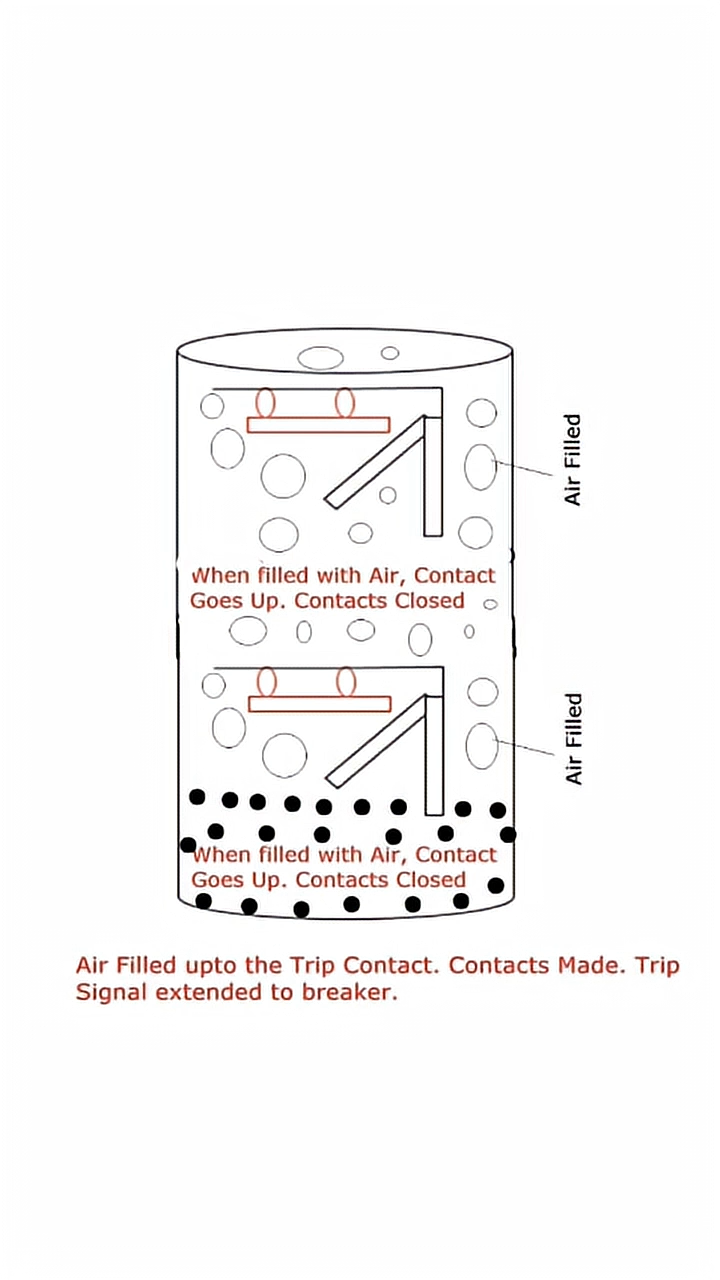 Air Filled
When filled with Air, Contact
Goes Up. Contacts Closed
Air Filled
When filled with Air, Contact
Goes Up. Contacts Closed
Air Filled upto the Trip Contact. Contacts Made. Trip
Signal extended to breaker.